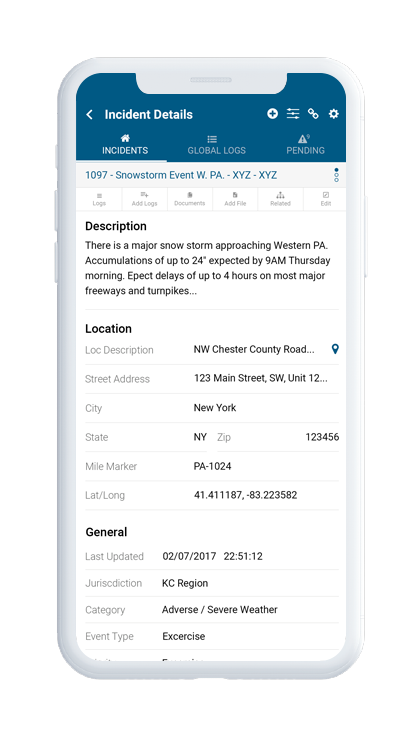 Incident Details
INCIDENTS GLOBAL LOGS PENDING
1097 - Snowstorm Event W. PA. - XYZ - XYZ
Logs Add Logs Documents Add File Related Edit
Description
There is a major snow storm approaching Western PA.
Accumulations of up to 24" expected by 9AM Thursday
morning. Epect delays of up to 4 hours on most major
freeways and turnpikes...
Location
Loc Description NW Chester County Road...
Street Address 123 Main Street, SW, Unit 12...
City New York
State NY Zip 123456
Mile Marker PA-1024
Lat/Long 41.411187, -83.223582
General
Last Updated 02/07/2017 22:51:12
Juriscdiction KC Region
Category Adverse / Severe Weather
Event Type Excercise